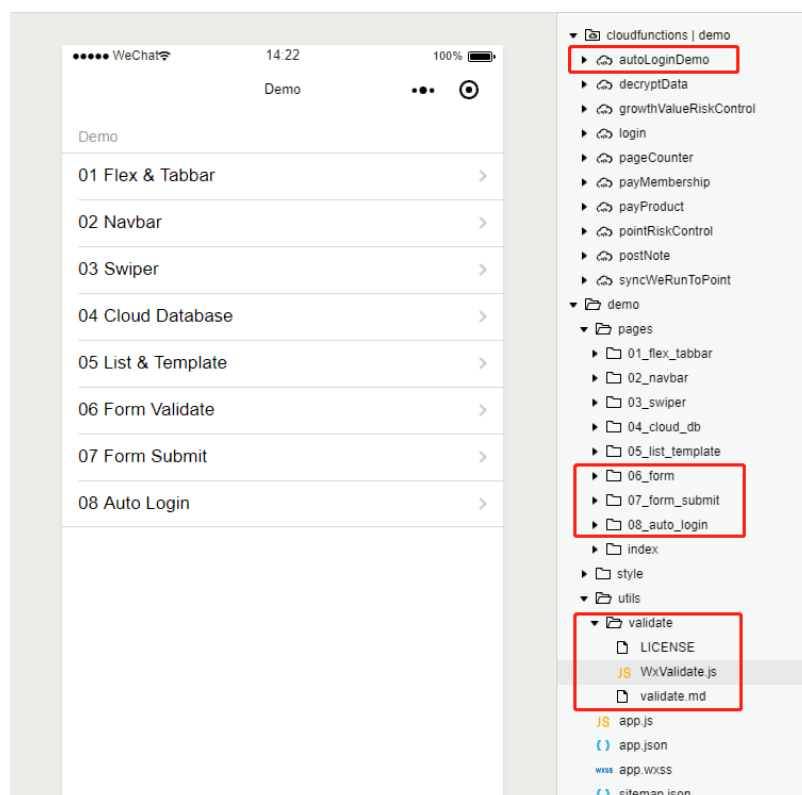 WeChat 14:22 100%
Demo
Demo
01 Flex & Tabbar
02 Navbar
03 Swiper
04 Cloud Database
05 List & Template
06 Form Validate
07 Form Submit
08 Auto Login
cloudfunctions | demo
autoLoginDemo
decryptData
growthValueRiskControl
login
pageCounter
payMembership
payProduct
pointRiskControl
postNote
syncWeRunToPoint
demo
pages
01_flex_tabbar
02_navbar
03_swiper
04_cloud_db
05_list_template
06_form
07_form_submit
08_auto_login
index
style
utils
validate
LICENSE
JS WxValidate.js
validate.md
JS app.js
{ } app.json
wxss app.wxss
{ } sitemap.json